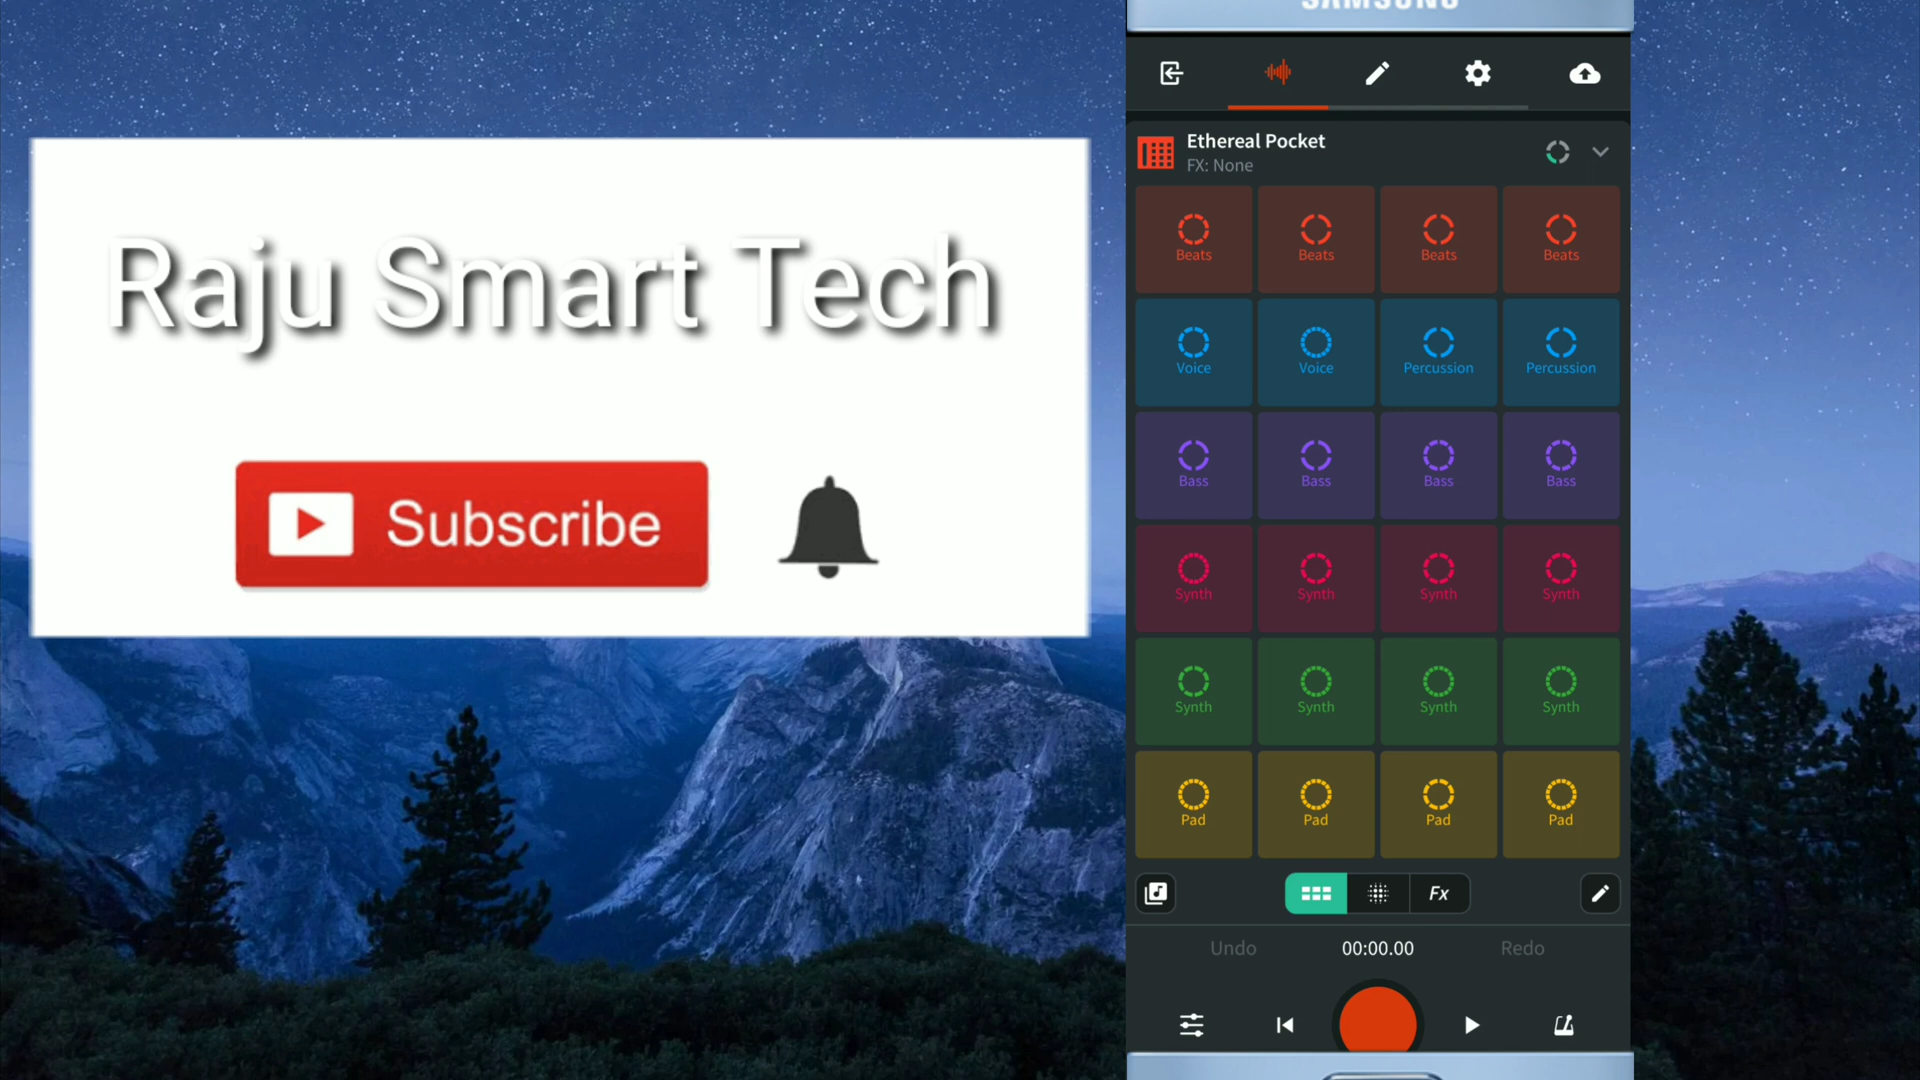 Raju Smart Tech
Subscribe
SAMSUNG
Ethereal Pocket
FX: None
Beats Beats Beats Beats
Voice Voice Percussion Percussion
Bass Bass Bass Bass
Synth Synth Synth Synth
Synth Synth Synth Synth
Pad Pad Pad Pad
Fx
Undo 00:00.00 Redo